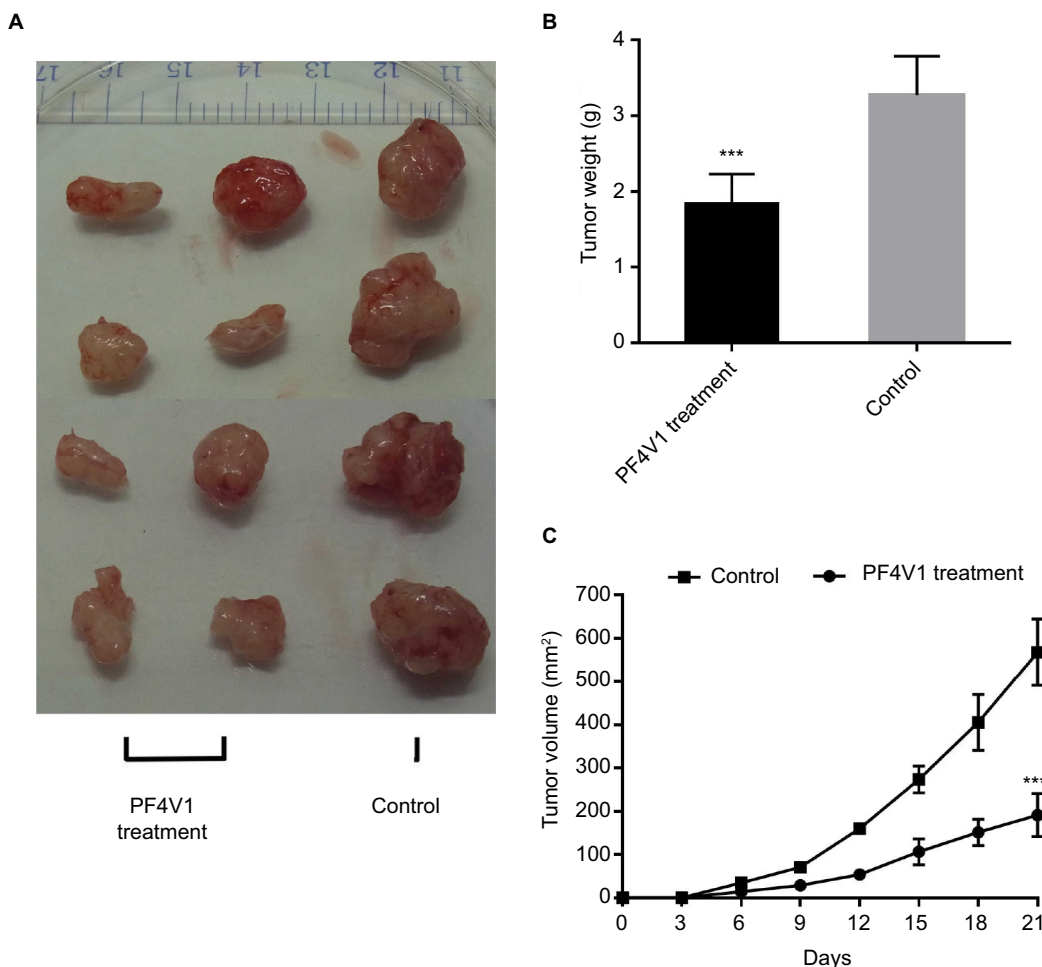 A
17 16 15 14 13 12 11
PF4V1
treatment
Control
B
Tumor weight (g)
4
3
2
1
0
***
PF4V1 treatment
Control
C
Control
PF4V1 treatment
Tumor volume (mm²)
700
600
500
400
300
200
100
0
***
0 3 6 9 12 15 18 21
Days